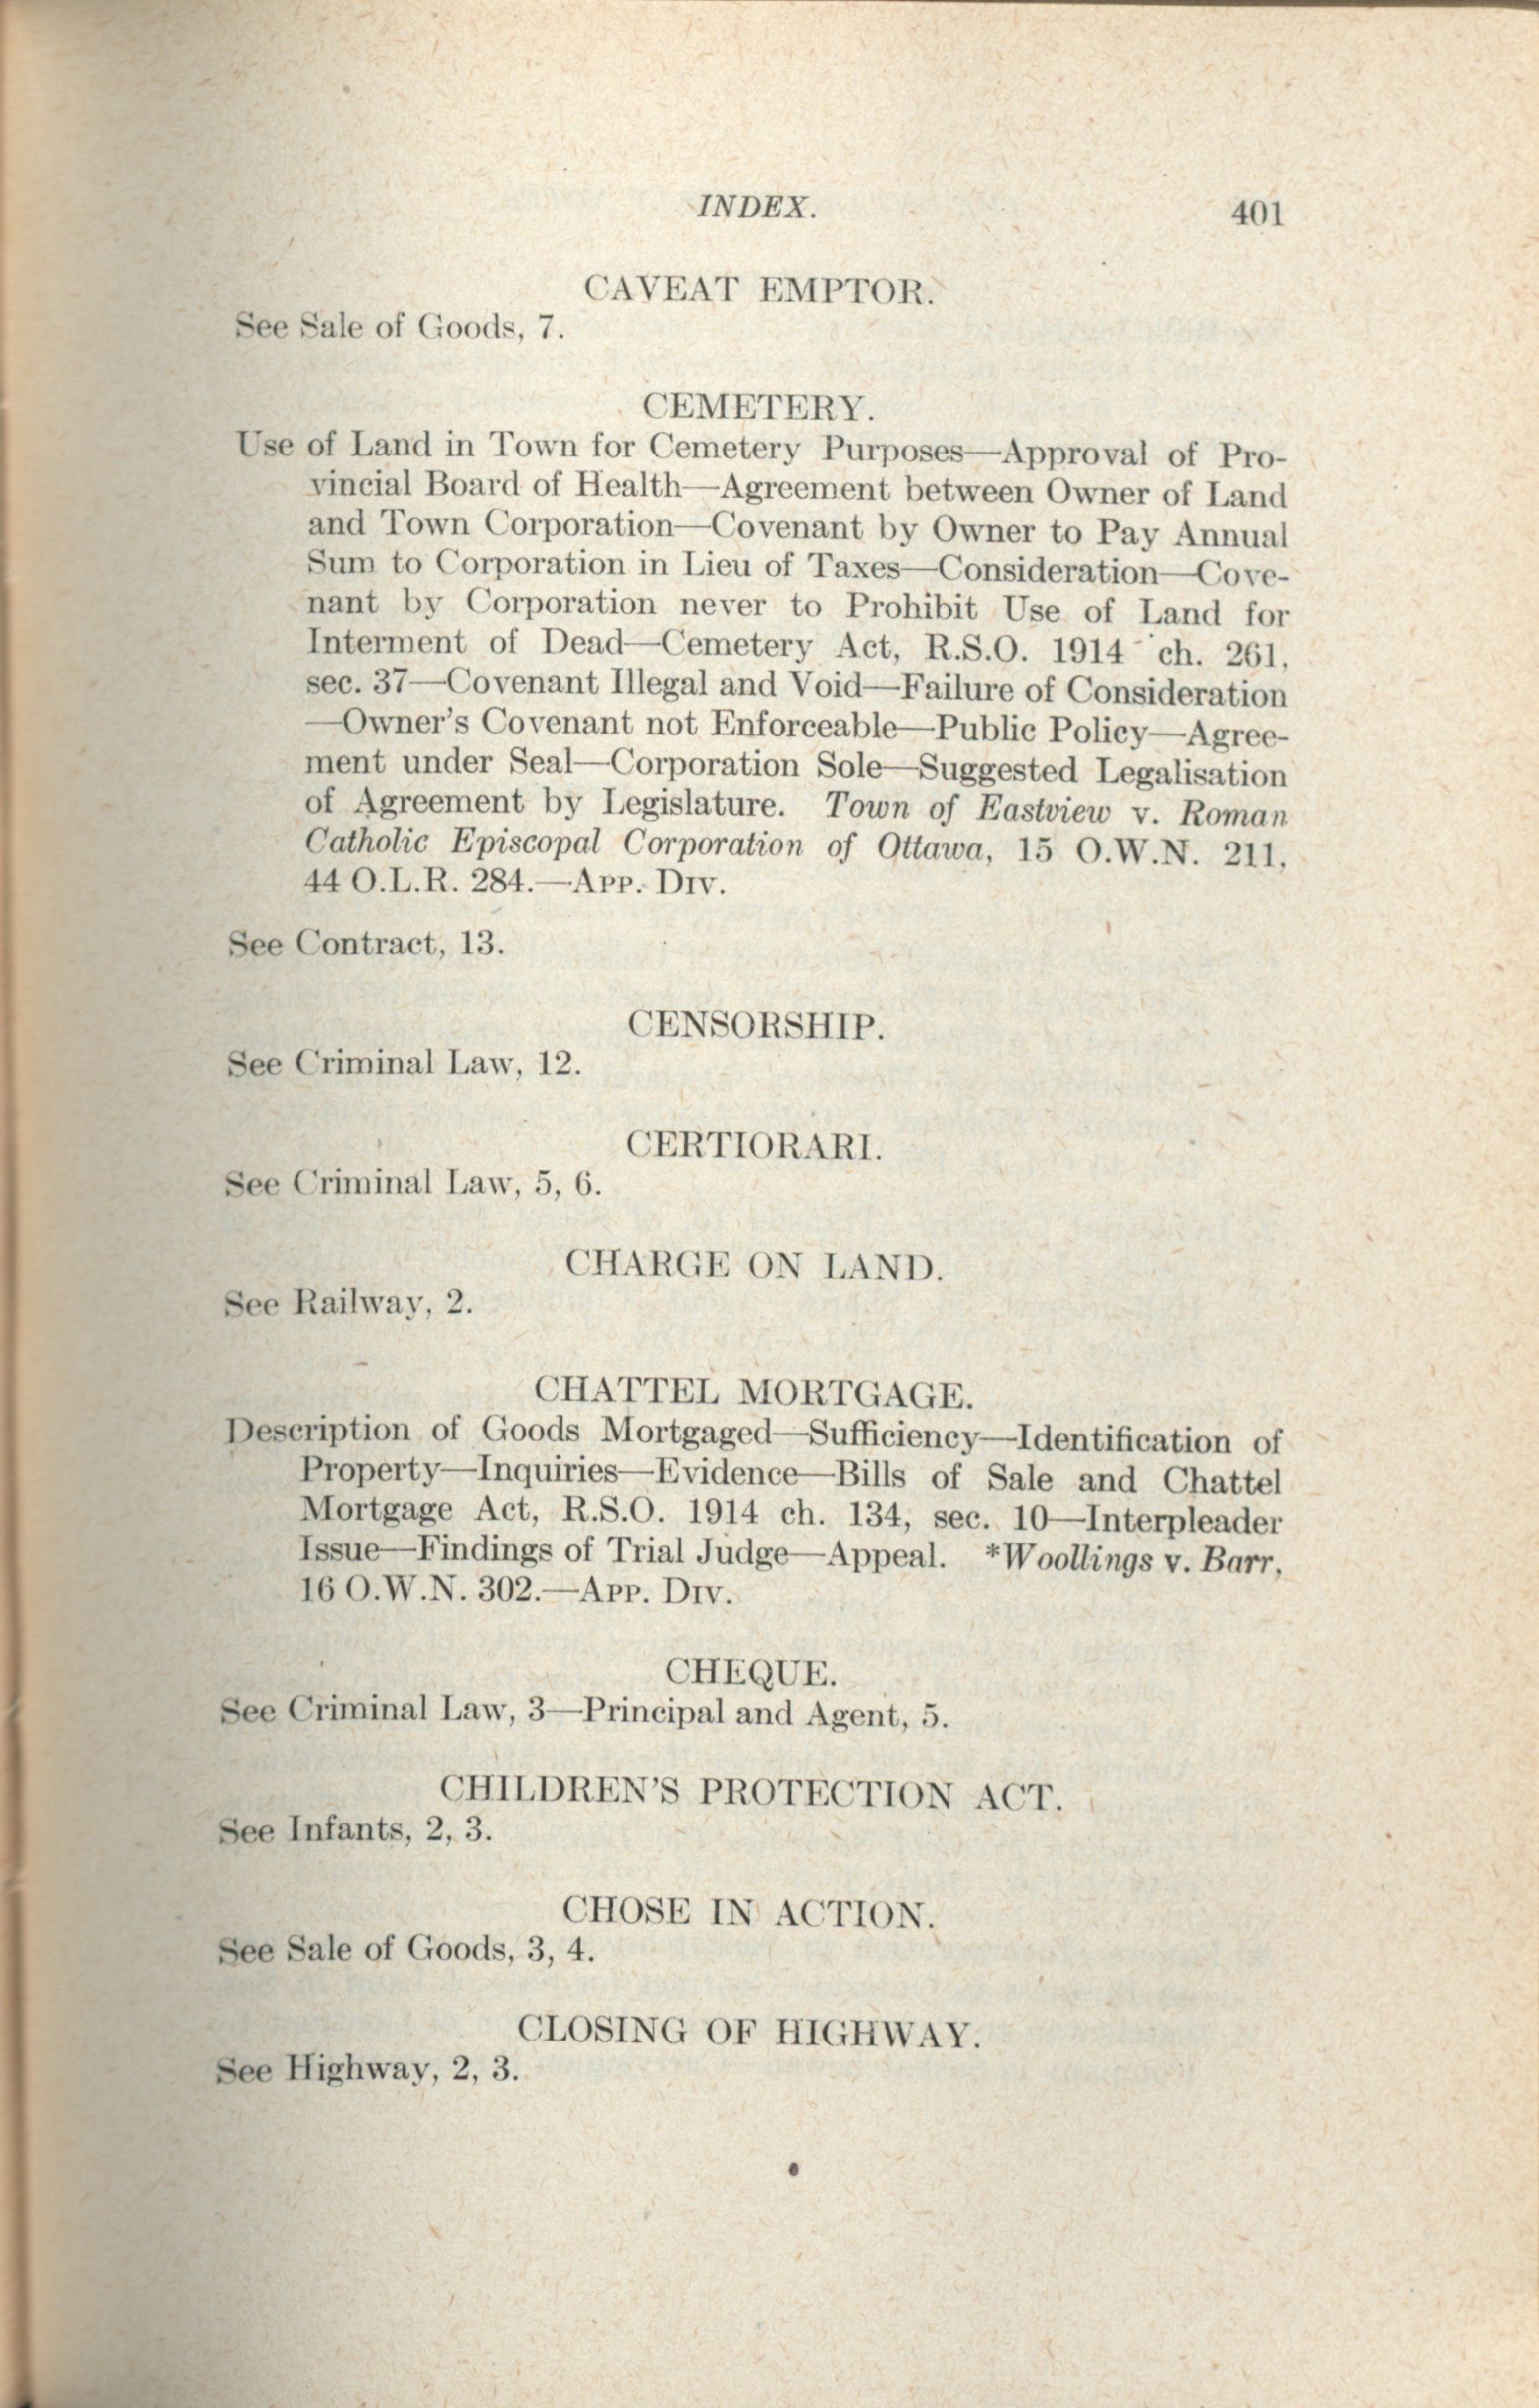 INDEX. 401
CAVEAT EMPTOR.
See Sale of Goods, 7.
CEMETERY.
Use of Land in Town for Cemetery Purposes—Approval of Pro-
vincial Board of Health—Agreement between Owner of Land
and Town Corporation—Covenant by Owner to Pay Annual
Sum to Corporation in Lieu of Taxes—Consideration—Cove-
nant by Corporation never to Prohibit Use of Land for
Interment of Dead—Cemetery Act, R.S.O. 1914 ch. 261,
sec. 37—Covenant Illegal and Void—Failure of Consideration
—Owner's Covenant not Enforceable—Public Policy—Agree-
ment under Seal—Corporation Sole—Suggested Legalisation
of Agreement by Legislature. Town of Eastview v. Roman
Catholic Episcopal Corporation of Ottawa, 15 O.W.N. 211,
44 O.L.R. 284.—App. Div.
See Contract, 13.
CENSORSHIP.
See Criminal Law, 12.
CERTIORARI.
See Criminal Law, 5, 6.
CHARGE ON LAND.
See Railway, 2.
CHATTEL MORTGAGE.
Description of Goods Mortgaged—Sufficiency—Identification of
Property—Inquiries—Evidence—Bills of Sale and Chattel
Mortgage Act, R.S.O. 1914 ch. 134, sec. 10—Interpleader
Issue—Findings of Trial Judge—Appeal. *Woollings v. Barr,
16 O.W.N. 302.—App. Div.
CHEQUE.
See Criminal Law, 3—Principal and Agent, 5.
CHILDREN'S PROTECTION ACT.
See Infants, 2, 3.
CHOSE IN ACTION.
See Sale of Goods, 3, 4.
CLOSING OF HIGHWAY.
See Highway, 2, 3.